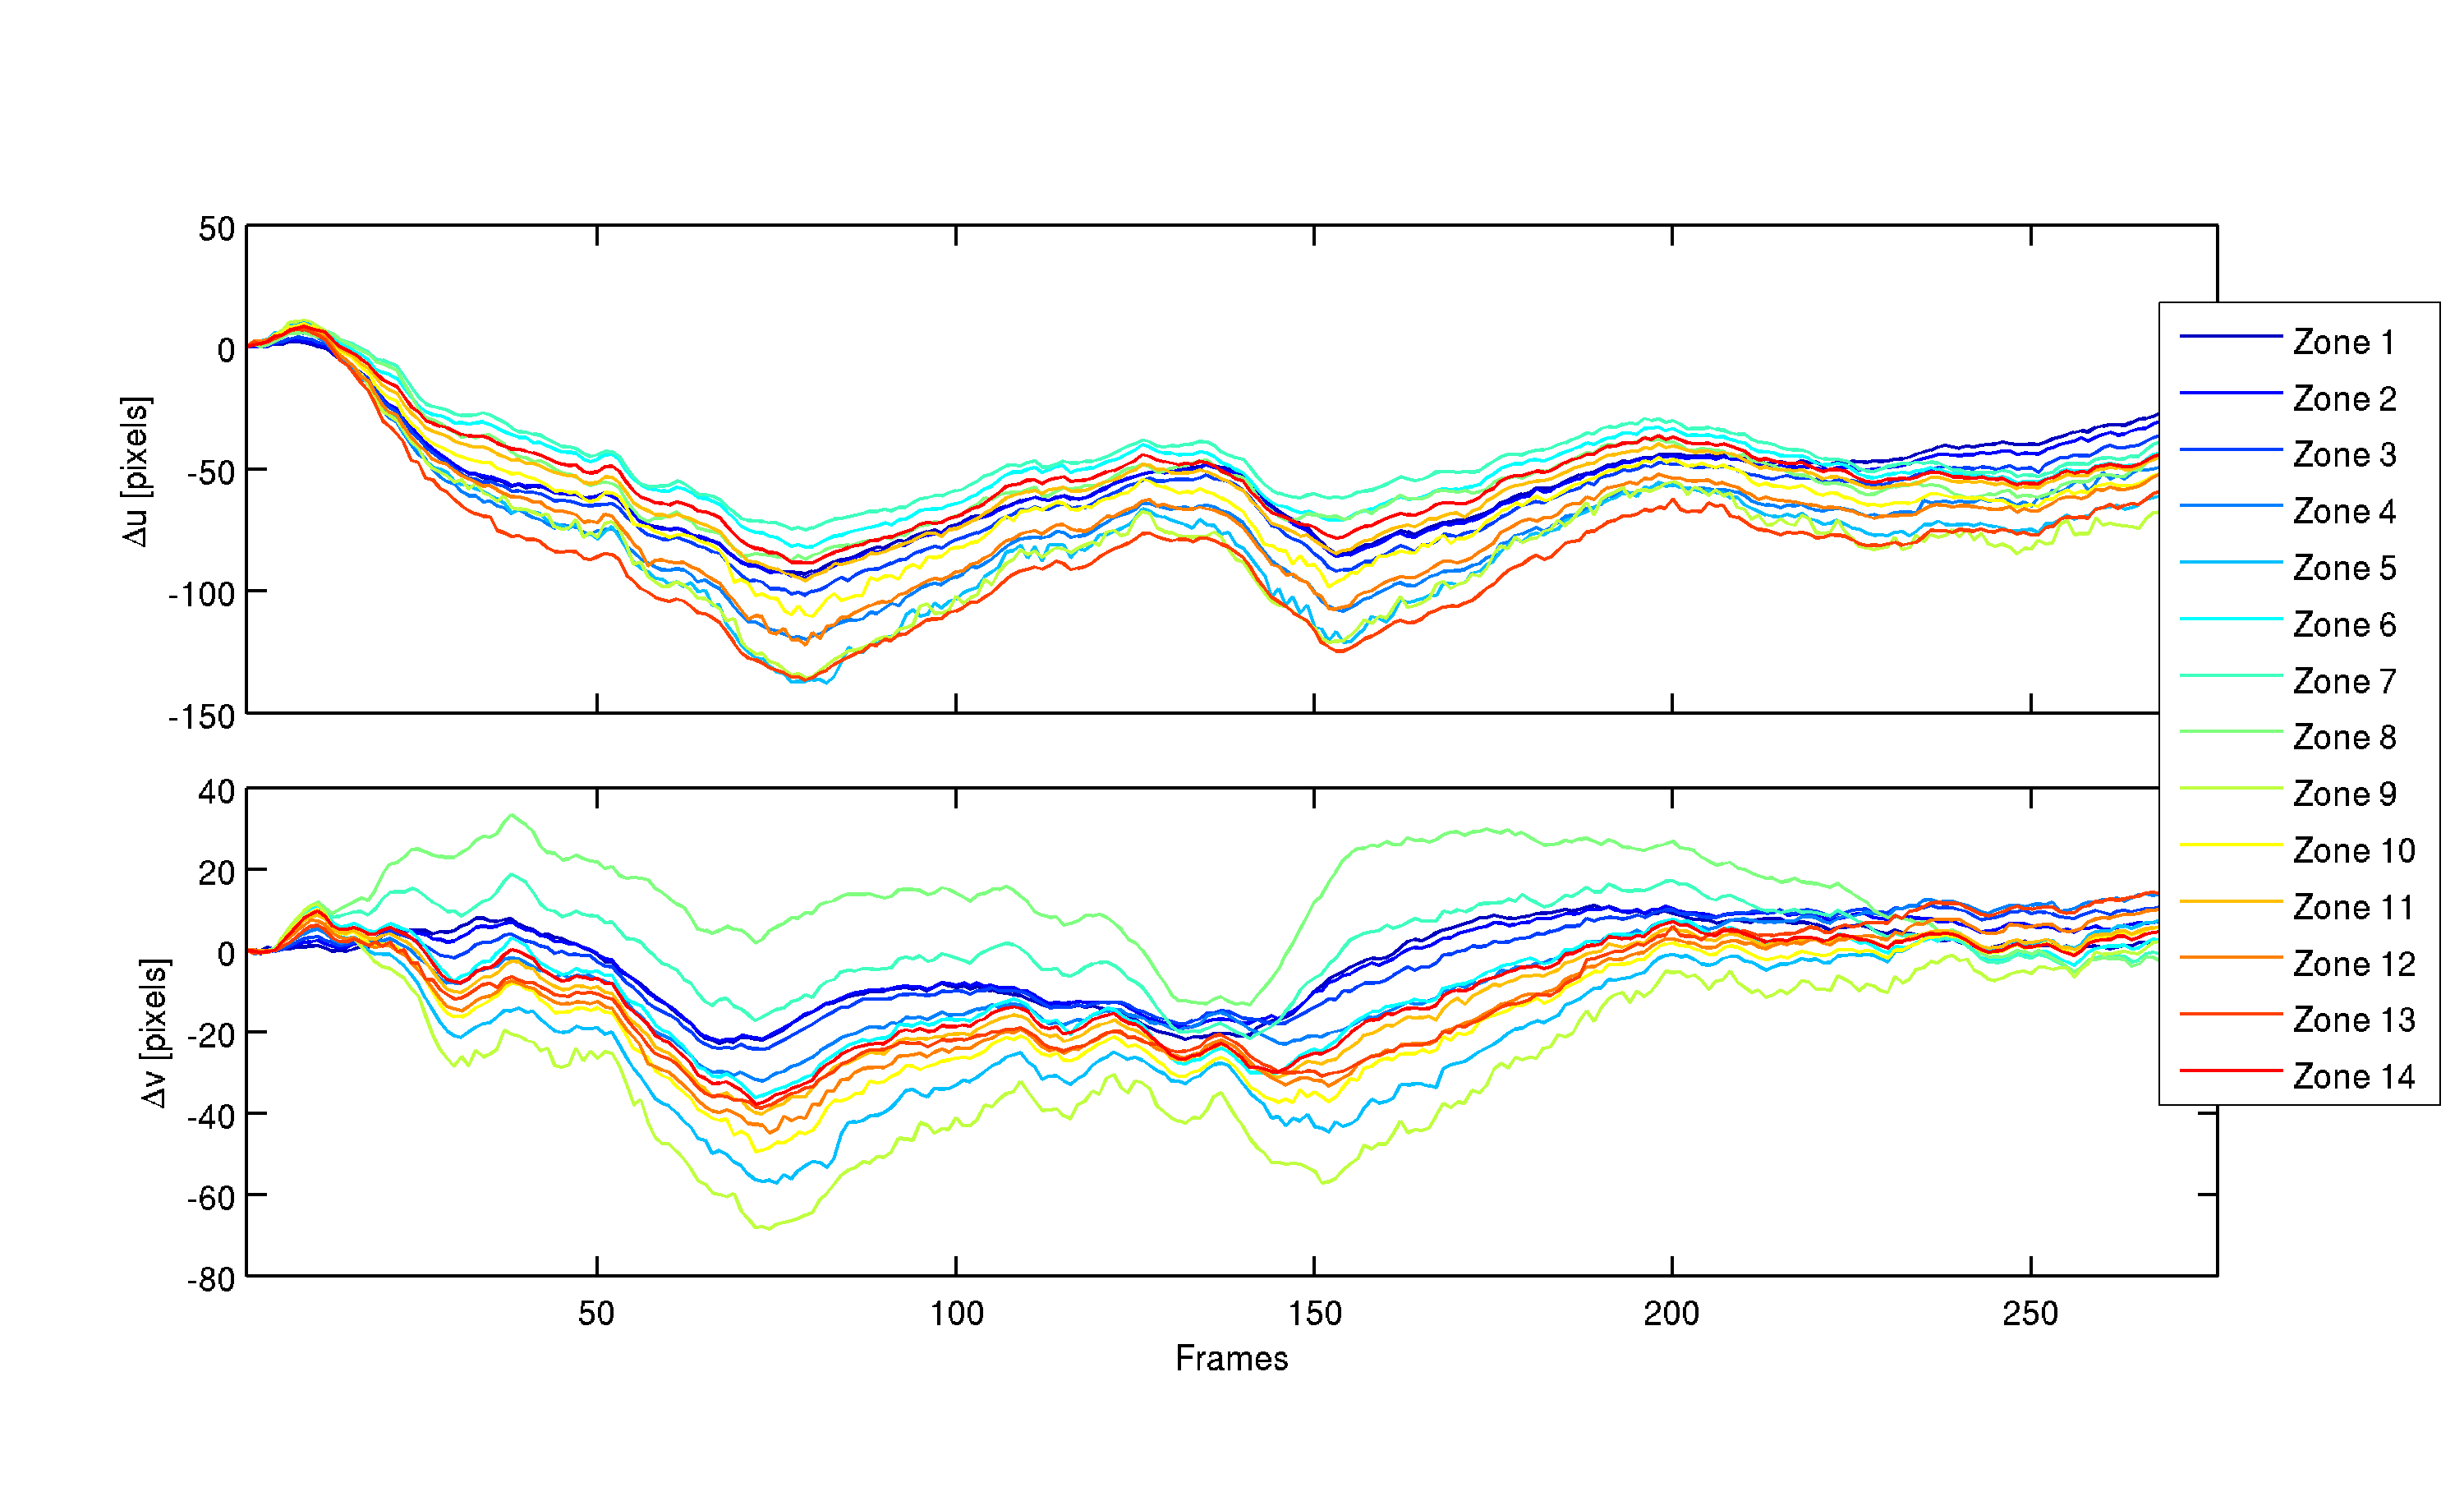 50
0
-50
-100
-150
Δu [pixels]
40
20
0
-20
-40
-60
-80
Δv [pixels]
50 100 150 200 250
Frames
Zone 1
Zone 2
Zone 3
Zone 4
Zone 5
Zone 6
Zone 7
Zone 8
Zone 9
Zone 10
Zone 11
Zone 12
Zone 13
Zone 14